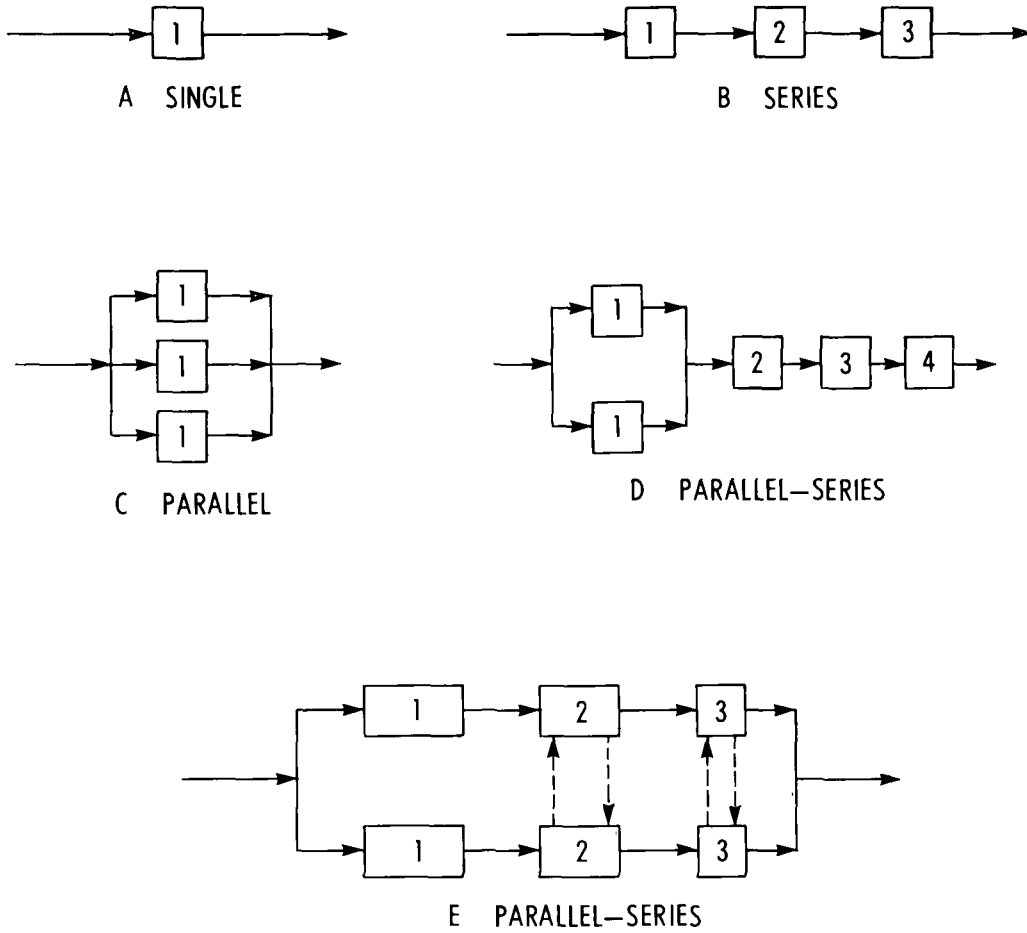 1
A SINGLE
1 2 3
B SERIES
1
1
1
C PARALLEL
1
1
2 3 4
D PARALLEL–SERIES
1 2 3
1 2 3
E PARALLEL–SERIES